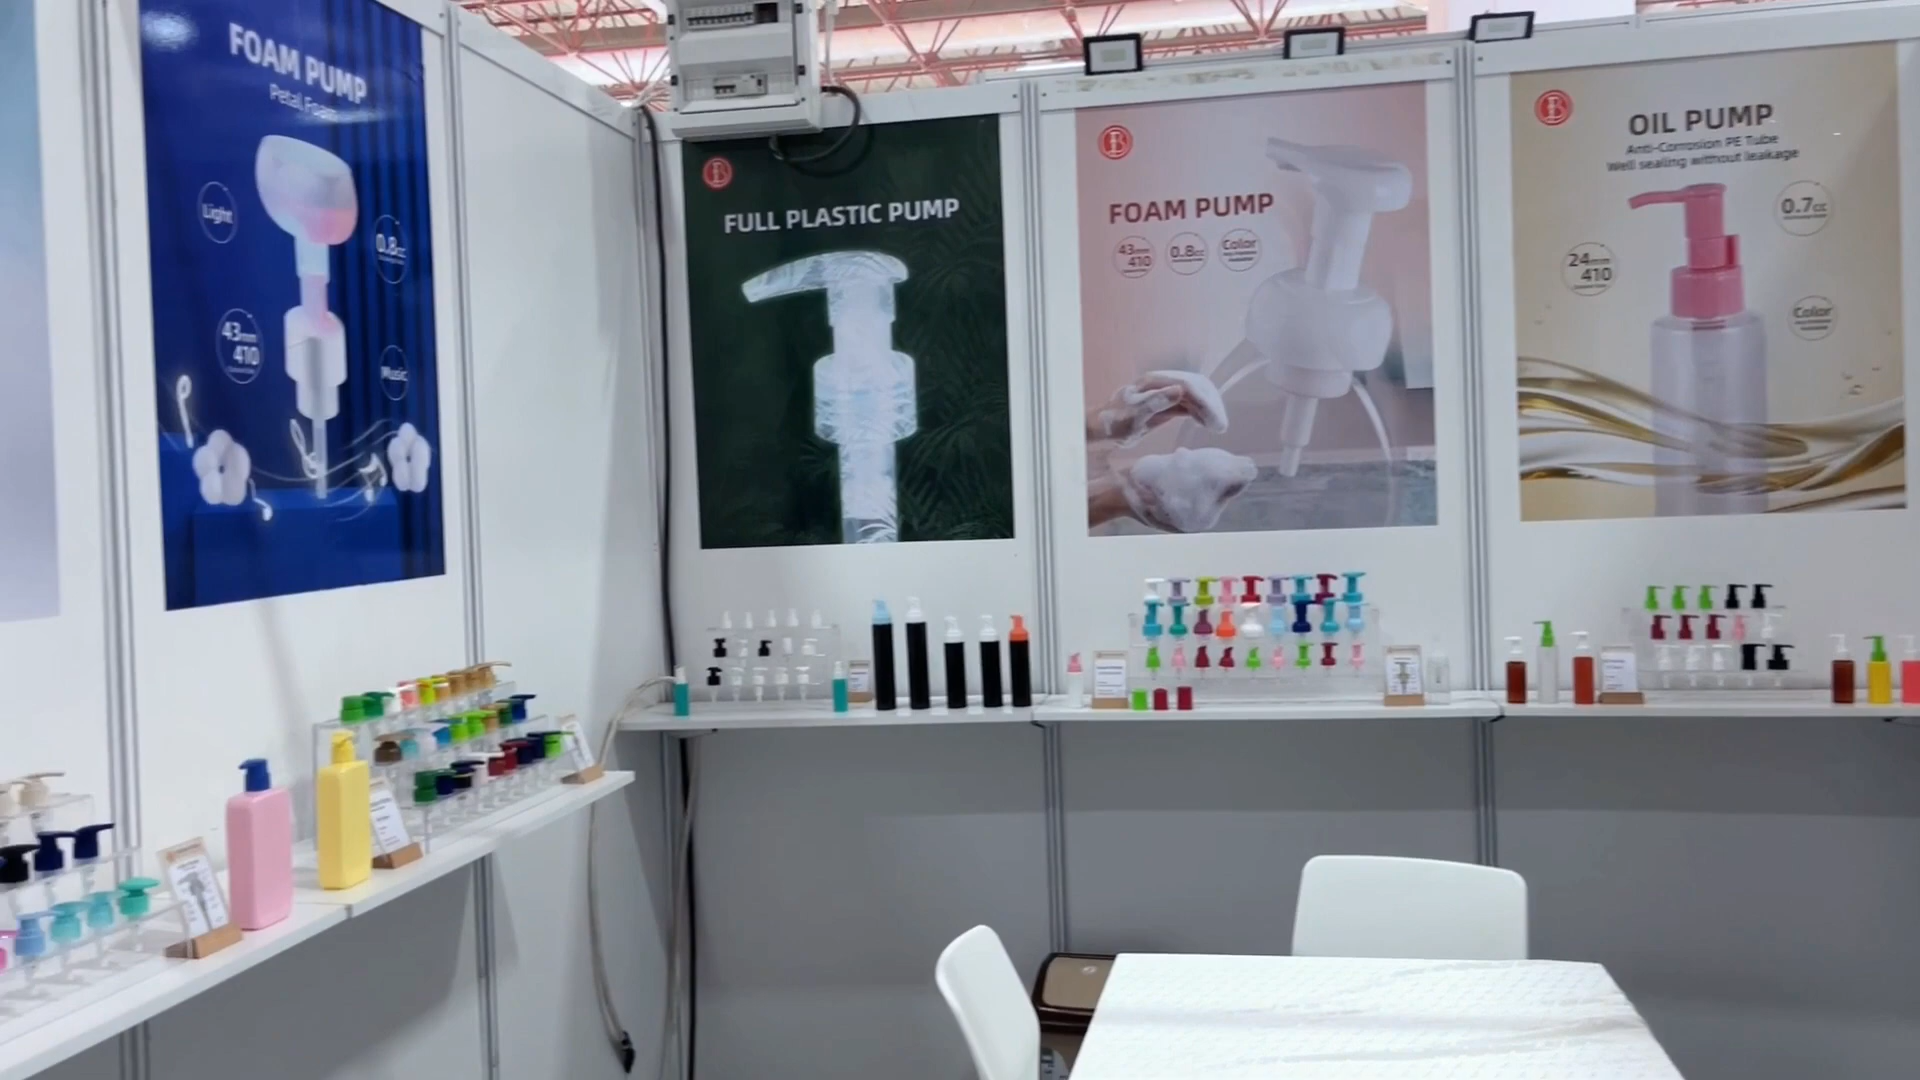 FOAM PUMP
Petal Foam
Light
0.8cc
43mm
410
Music
FULL PLASTIC PUMP
FOAM PUMP
43mm
410
0.8cc
Color
OIL PUMP
Anti-Corrosion PE Tube
Well sealing without leakage
0.7cc
24mm
410
Color